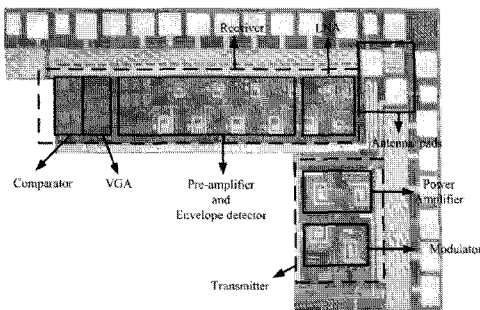 Receiver
LNA
Antenna pads
Comparator
VGA
Pre-amplifier
and
Envelope detector
Power
Amplifier
Modulator
Transmitter